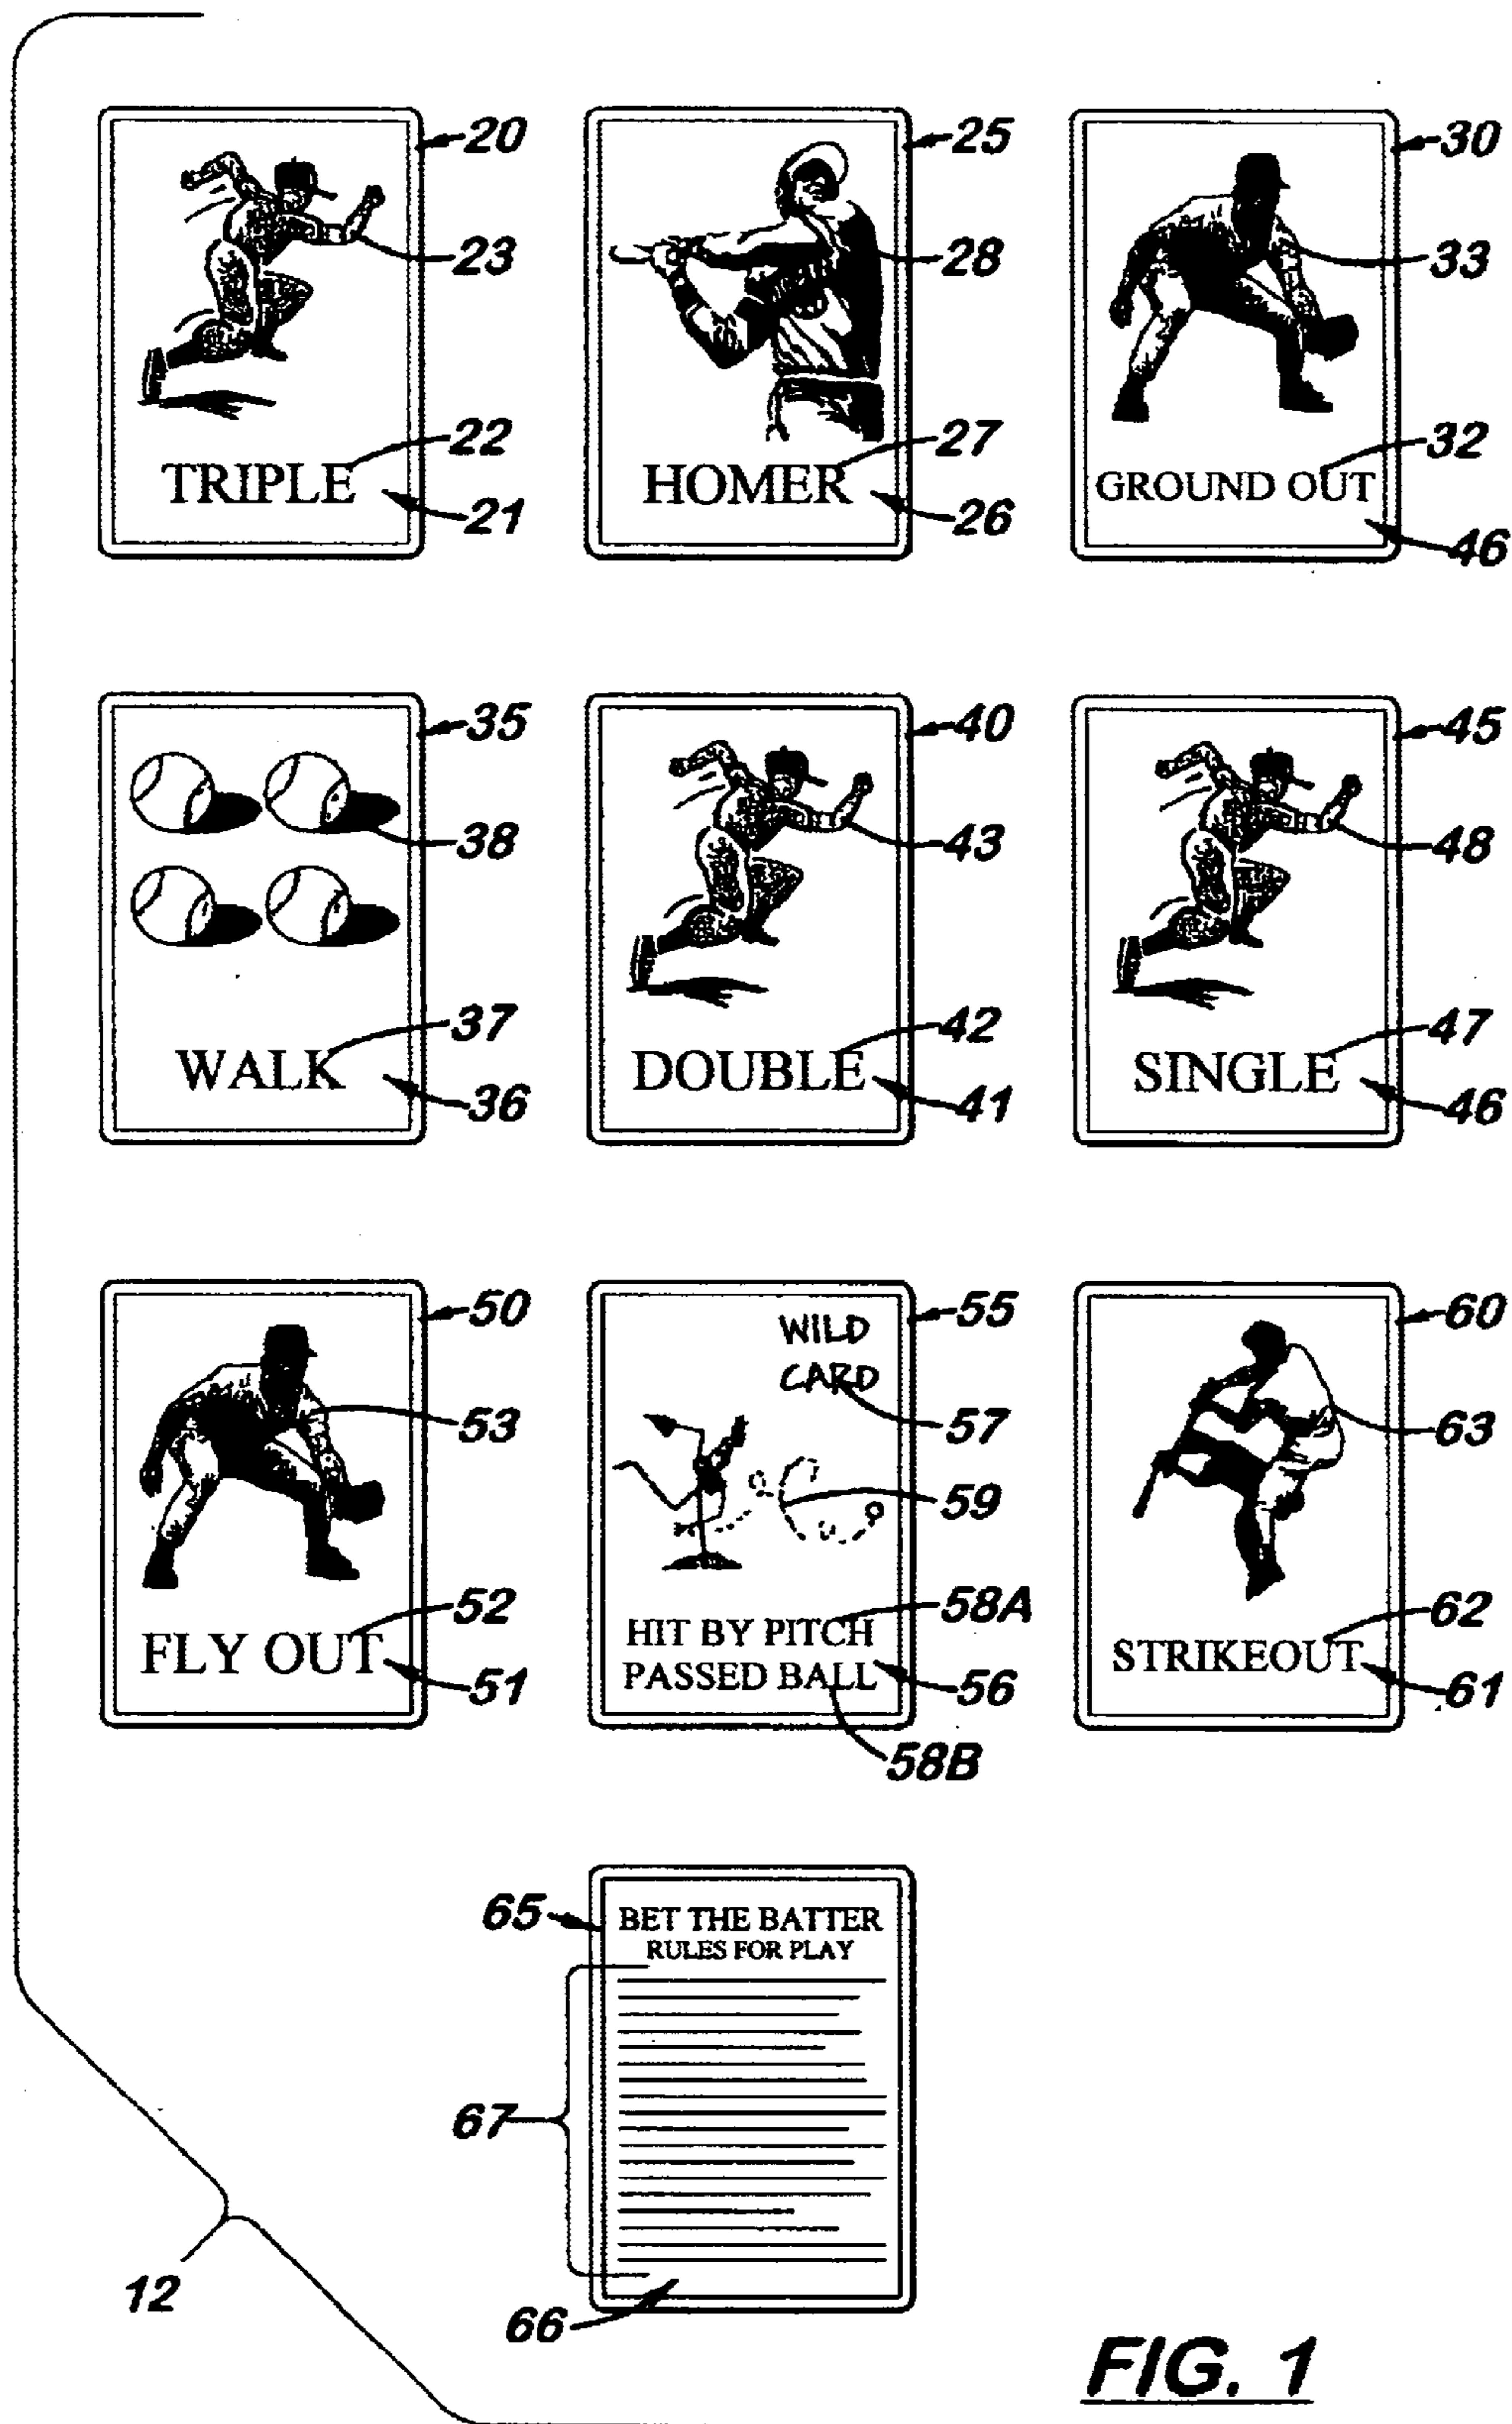 20
25
30
23
28
33
22
27
32
TRIPLE
HOMER
GROUND OUT
21
26
46
35
40
45
38
43
48
37
42
47
WALK
DOUBLE
SINGLE
36
41
46
50
55
60
WILD
CARD
53
57
63
59
52
58A
62
FLY OUT
HIT BY PITCH
PASSED BALL
STRIKEOUT
51
56
61
58B
65
BET THE BATTER
RULES FOR PLAY
67
12
66
FIG. 1